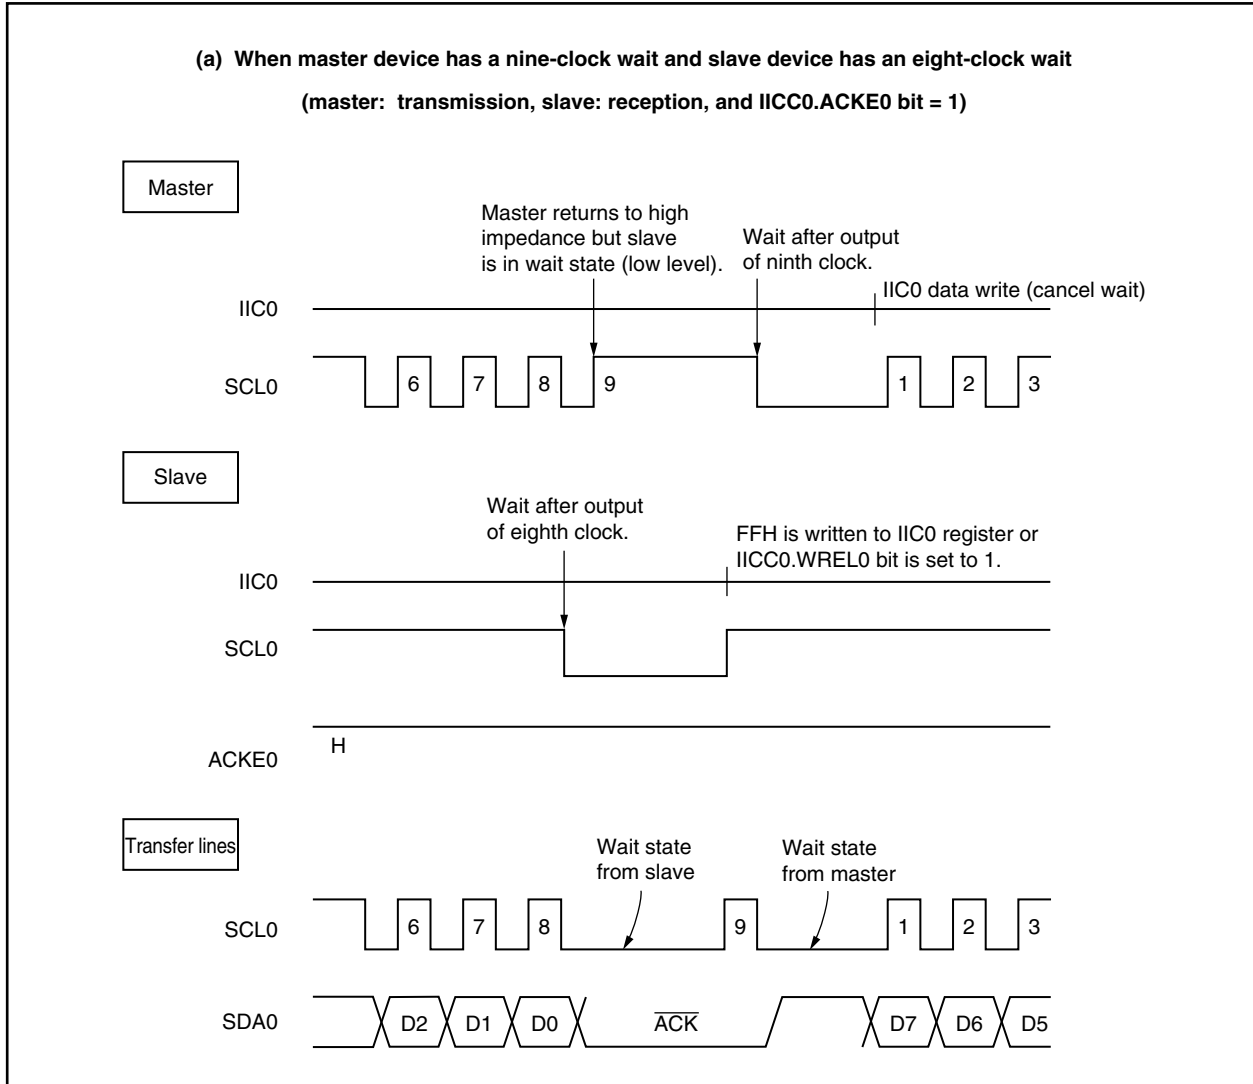 (a) When master device has a nine-clock wait and slave device has an eight-clock wait
(master: transmission, slave: reception, and IICC0.ACKE0 bit = 1)
Master
Master returns to high
impedance but slave
is in wait state (low level).
Wait after output
of ninth clock.
IIC0 data write (cancel wait)
IIC0
SCL0
6 7 8 9 1 2 3
Slave
Wait after output
of eighth clock.
FFH is written to IIC0 register or
IICC0.WREL0 bit is set to 1.
IIC0
SCL0
H
ACKE0
Transfer lines
Wait state
from slave
Wait state
from master
SCL0 6 7 8 9 1 2 3
SDA0 D2 D1 D0 ACK D7 D6 D5